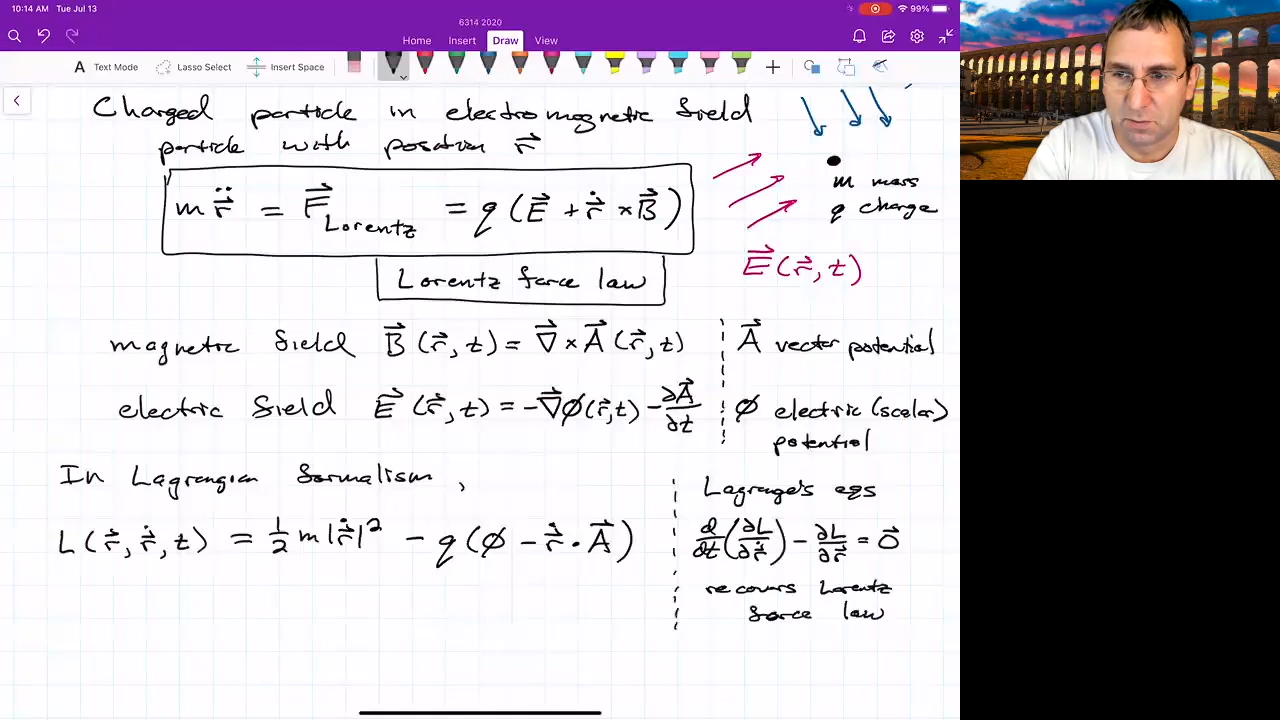 10:14 AM Tue Jul 13
99%
6314 2020
Home Insert Draw View
Text Mode Lasso Select Insert Space
Charged particle in electromagnetic field
particle with position r⃗
m r⃗̈ = F⃗_Lorentz = q (E⃗ + r⃗̇ × B⃗)
m mass
q charge
Lorentz force law
E⃗(r⃗, t)
magnetic field B⃗ (r⃗, t) = ∇⃗ × A⃗ (r⃗, t)
A⃗ vector potential
electric field E⃗ (r⃗, t) = -∇⃗ϕ(r⃗,t) - ∂A⃗/∂t
ϕ electric (scalar)
potential
In Lagrangian formalism,
L(r⃗, r⃗̇, t) = 1/2 m|r⃗̇|² - q(ϕ - r⃗̇ · A⃗)
Lagrage's eqs
d/dt(∂L/∂r⃗̇) - ∂L/∂r⃗ = 0⃗
recovers Lorentz
force law